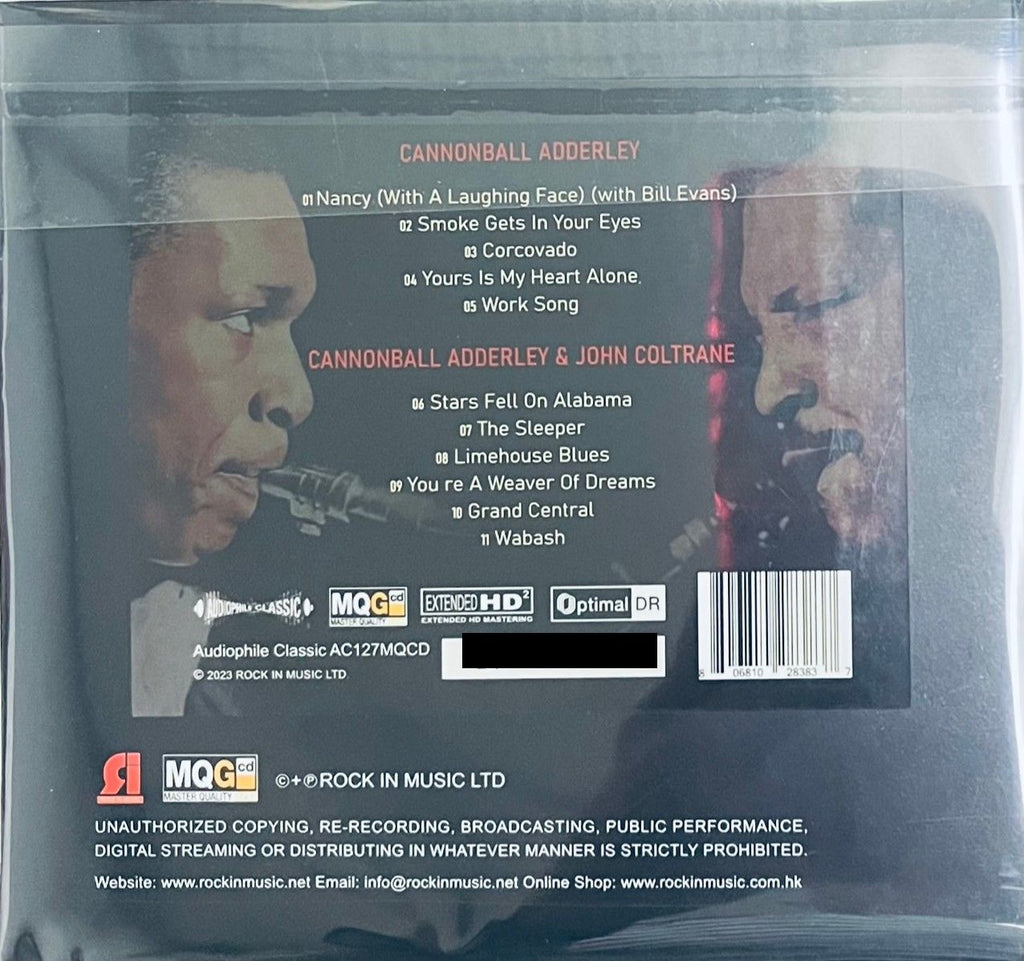 CANNONBALL ADDERLEY
01 Nancy (With A Laughing Face) (with Bill Evans)
02 Smoke Gets In Your Eyes
03 Corcovado
04 Yours Is My Heart Alone.
05 Work Song
CANNONBALL ADDERLEY & JOHN COLTRANE
06 Stars Fell On Alabama
07 The Sleeper
08 Limehouse Blues
09 You re A Weaver Of Dreams
10 Grand Central
11 Wabash
AUDIOPHILE CLASSIC
MQGcd
MASTER QUALITY
EXTENDED HD²
EXTENDED HD MASTERING
Optimal DR
Audiophile Classic AC127MQCD
© 2023 ROCK IN MUSIC LTD
8 06810 28383 7
MQGcd
MASTER QUALITY
©+℗ROCK IN MUSIC LTD
UNAUTHORIZED COPYING, RE-RECORDING, BROADCASTING, PUBLIC PERFORMANCE,
DIGITAL STREAMING OR DISTRIBUTING IN WHATEVER MANNER IS STRICTLY PROHIBITED.
Website: www.rockinmusic.net Email: info@rockinmusic.net Online Shop: www.rockinmusic.com.hk